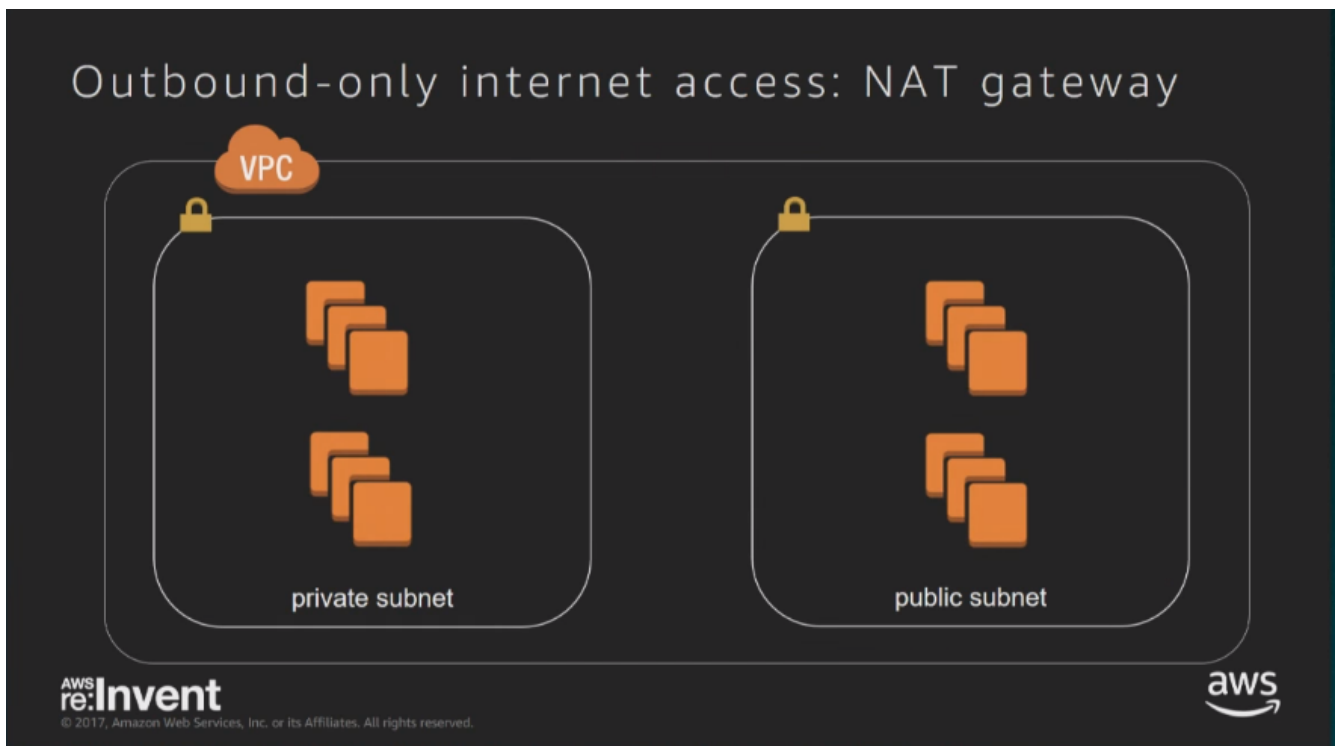 Outbound-only internet access: NAT gateway
VPC
private subnet
public subnet
AWS
re:Invent
© 2017, Amazon Web Services, Inc. or its Affiliates. All rights reserved.
aws